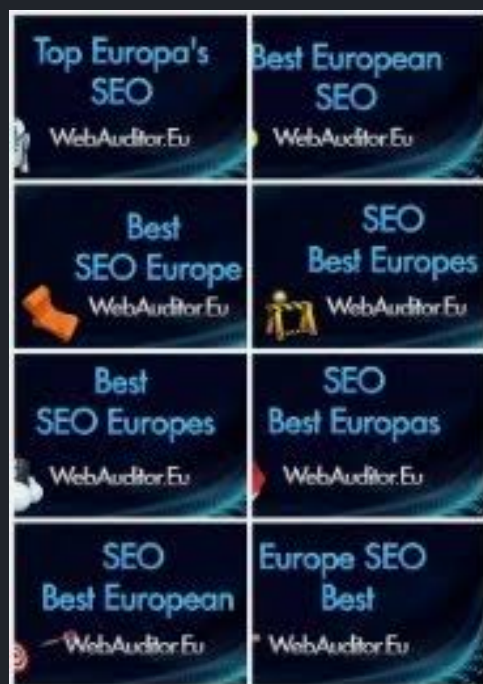 Top Europa's
SEO
WebAuditor.Eu
Best European
SEO
WebAuditor.Eu
Best
SEO Europe
WebAuditor.Eu
SEO
Best Europes
WebAuditor.Eu
Best
SEO Europes
WebAuditor.Eu
SEO
Best Europas
WebAuditor.Eu
SEO
Best European
WebAuditor.Eu
Europe SEO
Best
WebAuditor.Eu